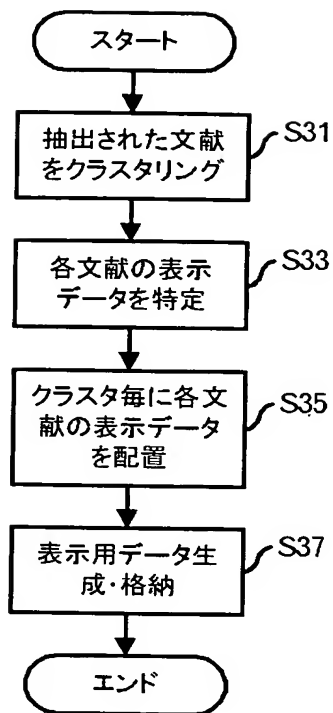 スタート
抽出された文献
をクラスタリング
S31
各文献の表示
データを特定
S33
クラスタ毎に各文
献の表示データ
を配置
S35
表示用データ生
成・格納
S37
エンド